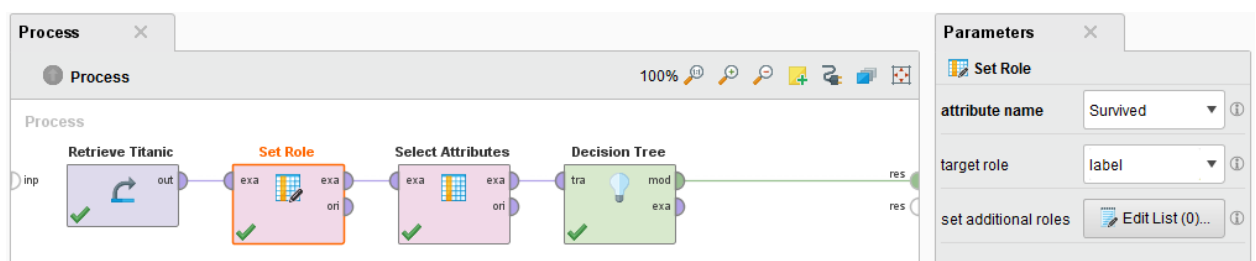 Process
Process
100%
Process
Retrieve Titanic
Set Role
Select Attributes
Decision Tree
inp
out
exa
exa
ori
exa
exa
ori
tra
mod
exa
res
res
Parameters
Set Role
attribute name
Survived
target role
label
set additional roles
Edit List (0)...